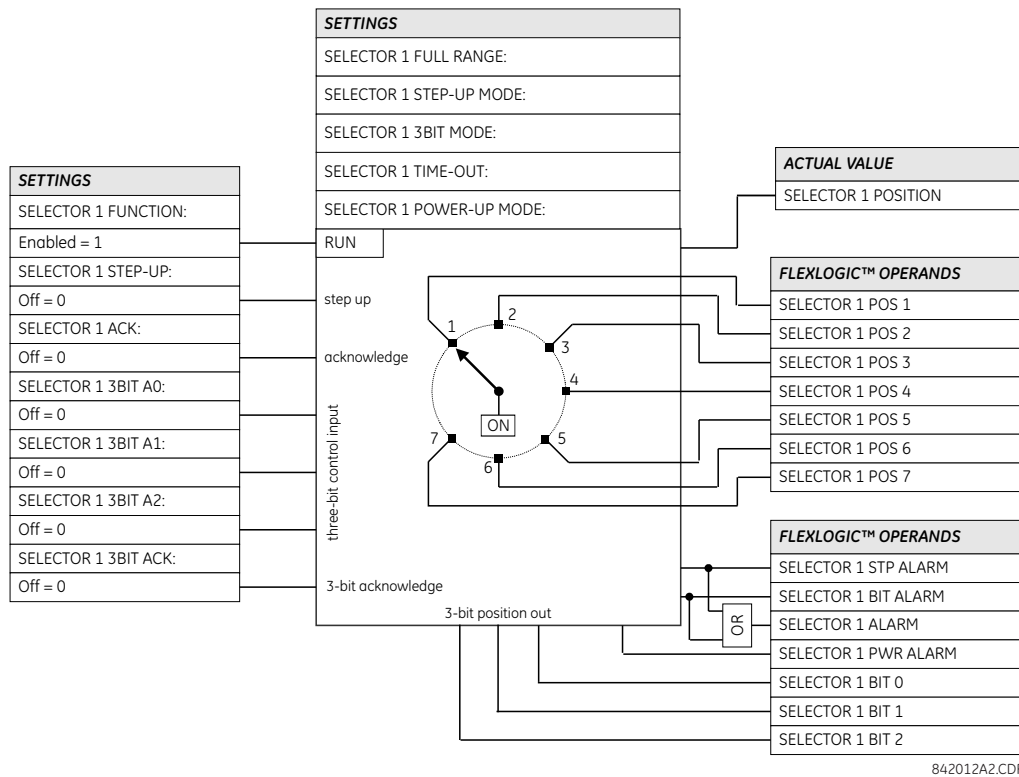 SETTINGS
SELECTOR 1 FULL RANGE:
SELECTOR 1 STEP-UP MODE:
SELECTOR 1 3BIT MODE:
SELECTOR 1 TIME-OUT:
SELECTOR 1 POWER-UP MODE:
SETTINGS
SELECTOR 1 FUNCTION:
Enabled = 1
SELECTOR 1 STEP-UP:
Off = 0
SELECTOR 1 ACK:
Off = 0
SELECTOR 1 3BIT A0:
Off = 0
SELECTOR 1 3BIT A1:
Off = 0
SELECTOR 1 3BIT A2:
Off = 0
SELECTOR 1 3BIT ACK:
Off = 0
RUN
step up
acknowledge
three-bit control input
3-bit acknowledge
3-bit position out
1
2
3
4
5
6
7
ON
ACTUAL VALUE
SELECTOR 1 POSITION
FLEXLOGIC™ OPERANDS
SELECTOR 1 POS 1
SELECTOR 1 POS 2
SELECTOR 1 POS 3
SELECTOR 1 POS 4
SELECTOR 1 POS 5
SELECTOR 1 POS 6
SELECTOR 1 POS 7
FLEXLOGIC™ OPERANDS
SELECTOR 1 STP ALARM
SELECTOR 1 BIT ALARM
OR
SELECTOR 1 ALARM
SELECTOR 1 PWR ALARM
SELECTOR 1 BIT 0
SELECTOR 1 BIT 1
SELECTOR 1 BIT 2